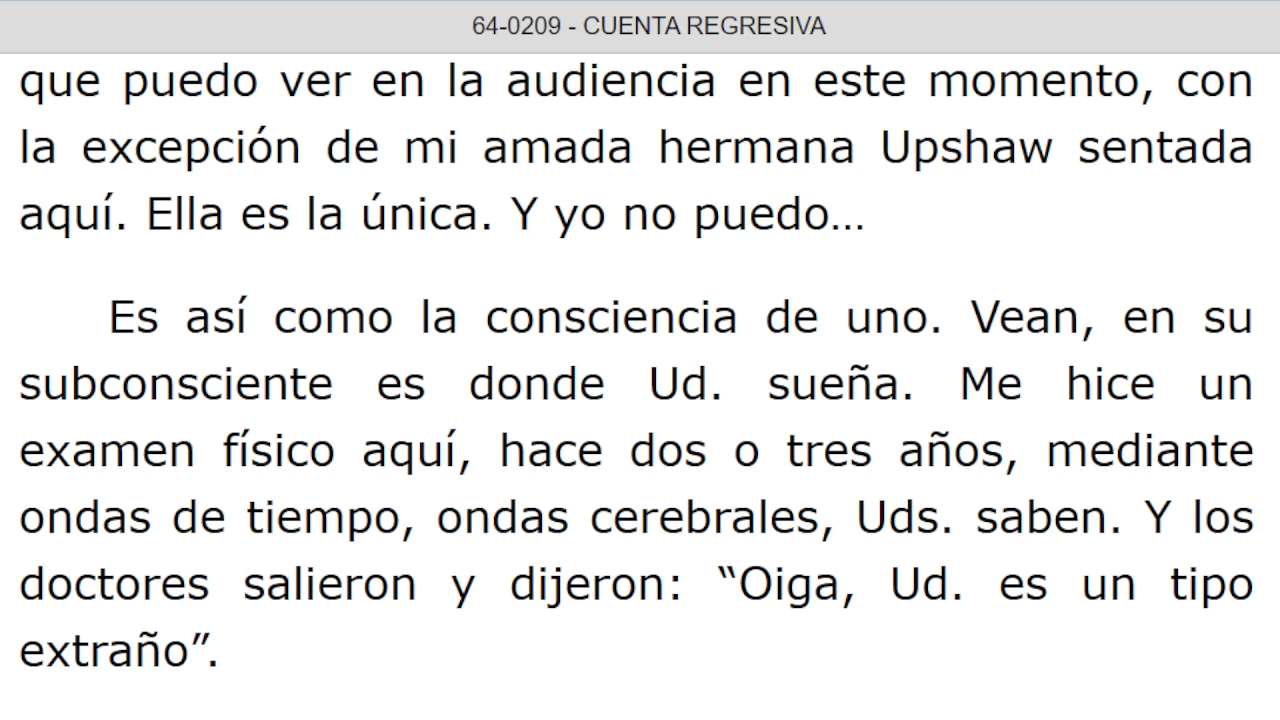 64-0209 - CUENTA REGRESIVA
que puedo ver en la audiencia en este momento, con
la excepción de mi amada hermana Upshaw sentada
aquí. Ella es la única. Y yo no puedo…
Es así como la consciencia de uno. Vean, en su
subconsciente es donde Ud. sueña. Me hice un
examen físico aquí, hace dos o tres años, mediante
ondas de tiempo, ondas cerebrales, Uds. saben. Y los
doctores salieron y dijeron: “Oiga, Ud. es un tipo
extraño”.